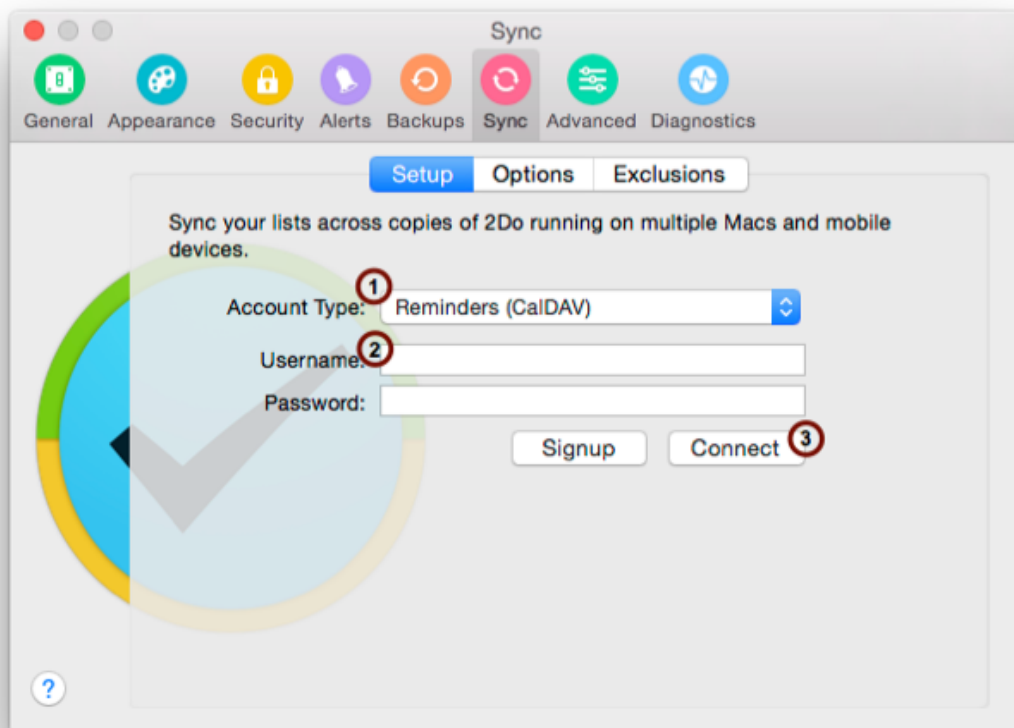 Sync
General Appearance Security Alerts Backups Sync Advanced Diagnostics
Setup Options Exclusions
Sync your lists across copies of 2Do running on multiple Macs and mobile
devices.
1
Account Type: Reminders (CalDAV)
2
Username:
Password:
Signup Connect 3
?